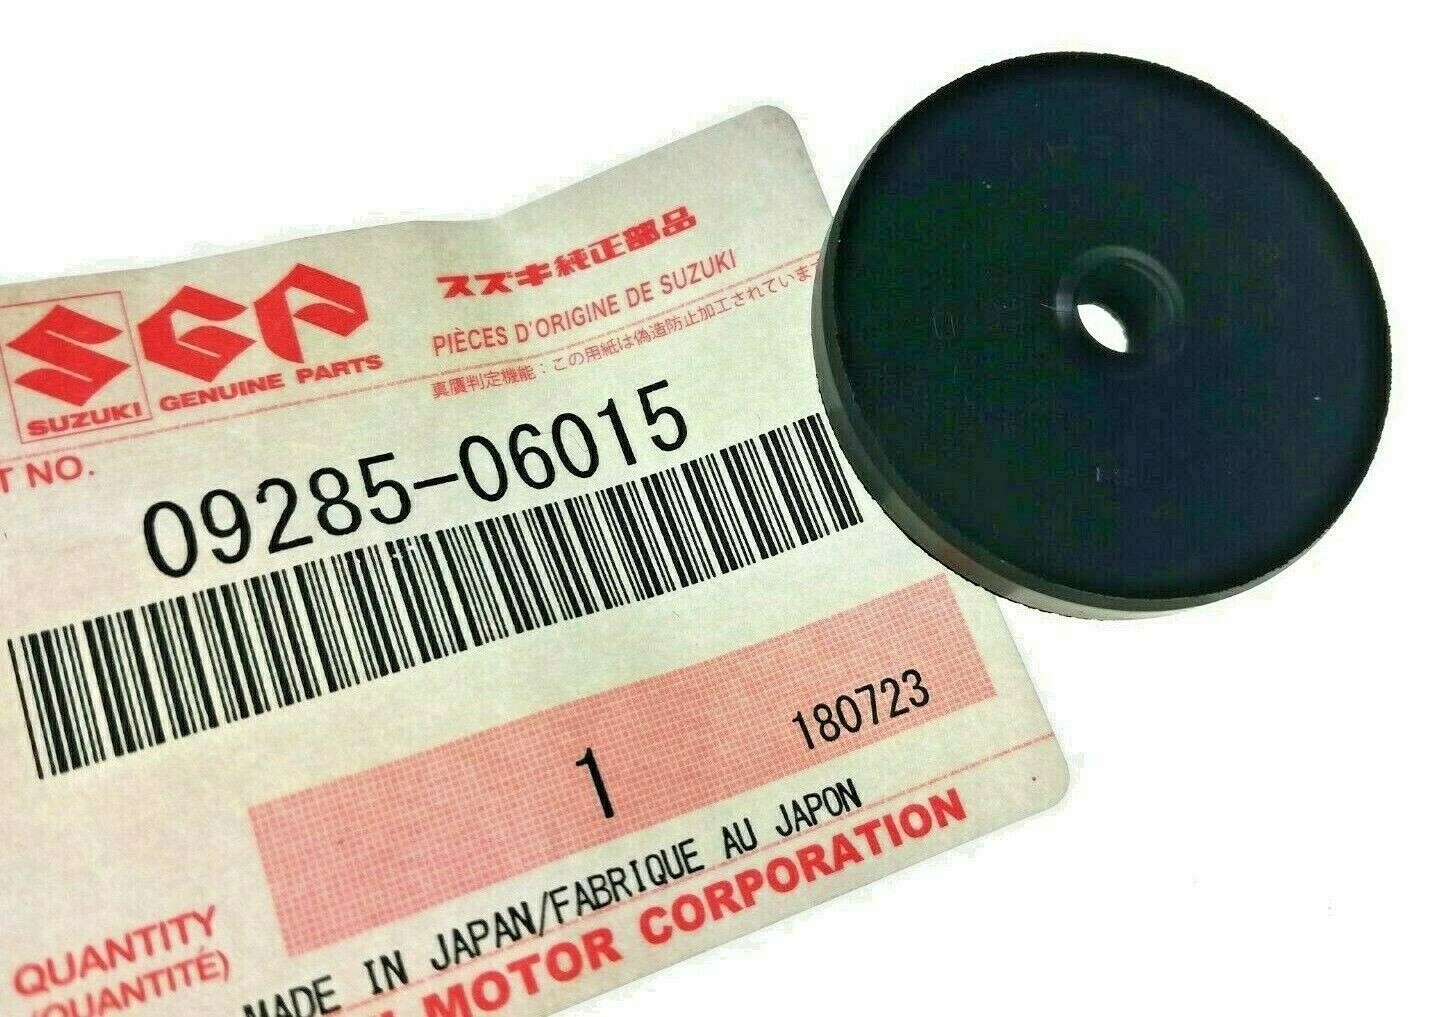 SGP
SUZUKI GENUINE PARTS
スズキ純正部品
PIÈCES D'ORIGINE DE SUZUKI
真贋判定機能:この用紙は偽造防止加工されていま
T NO.
09285-06015
1
180723
QUANTITY
(QUANTITÉ)
MADE IN JAPAN/FABRIQUE AU JAPON
MOTOR CORPORATION